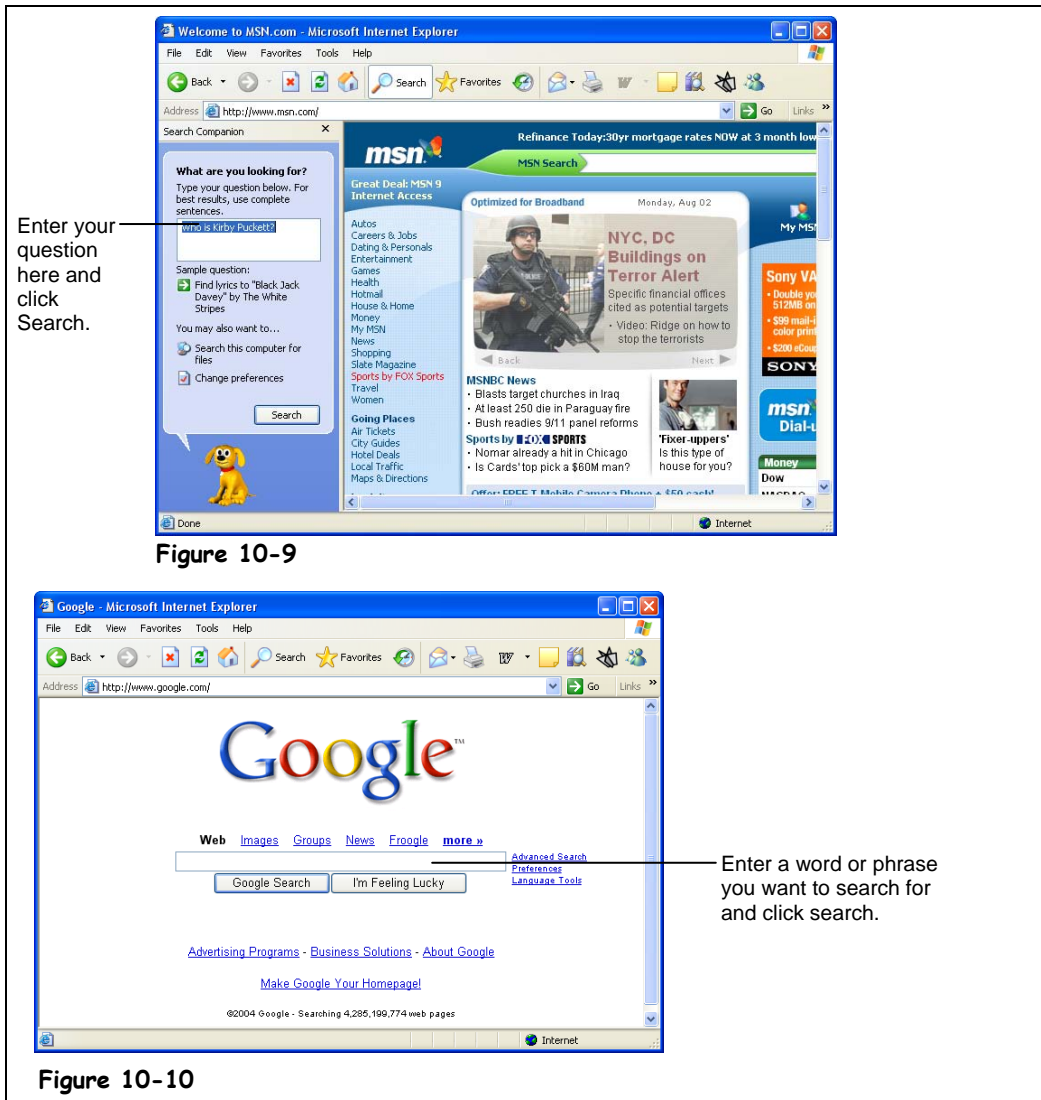 Welcome to MSN.com - Microsoft Internet Explorer
File Edit View Favorites Tools Help
Back Search Favorites
Address http://www.msn.com/ Go Links »
Search Companion
What are you looking for?
Type your question below. For
best results, use complete
sentences.
who is Kirby Puckett?
Sample question:
Find lyrics to "Black Jack
Davey" by The White
Stripes
You may also want to...
Search this computer for
files
Change preferences
Search
Enter your
question
here and
click
Search.
Refinance Today:30yr mortgage rates NOW at 3 month low
msn
MSN Search
Great Deal: MSN 9
Internet Access
Autos
Careers & Jobs
Dating & Personals
Entertainment
Games
Health
Hotmail
House & Home
Money
My MSN
News
Shopping
Slate Magazine
Sports by FOX Sports
Travel
Women
Going Places
Air Tickets
City Guides
Hotel Deals
Local Traffic
Maps & Directions
Optimized for Broadband Monday, Aug 02
NYC, DC
Buildings on
Terror Alert
Specific financial offices
cited as potential targets
· Video: Ridge on how to
stop the terrorists
Back Next
MSNBC News
· Blasts target churches in Iraq
· At least 250 die in Paraguay fire
· Bush readies 9/11 panel reforms
Sports by FOX SPORTS
· Nomar already a hit in Chicago
· Is Cards' top pick a $60M man?
'Fixer-uppers'
Is this type of
house for you?
Offer: FREE T-Mobile Camera Phone + $50 cash!
My MS
Sony VA
· Double yo
512MB on
· $99 mail-i
color print
· $200 eCou
SONY
msn
Dial-u
Money
Dow
NASDAQ
Done Internet
Figure 10-9
Google - Microsoft Internet Explorer
File Edit View Favorites Tools Help
Back Search Favorites
Address http://www.google.com/ Go Links »
Google™
Web Images Groups News Froogle more »
Advanced Search
Preferences
Language Tools
Google Search I'm Feeling Lucky
Advertising Programs - Business Solutions - About Google
Make Google Your Homepage!
©2004 Google - Searching 4,285,199,774 web pages
Internet
Enter a word or phrase
you want to search for
and click search.
Figure 10-10